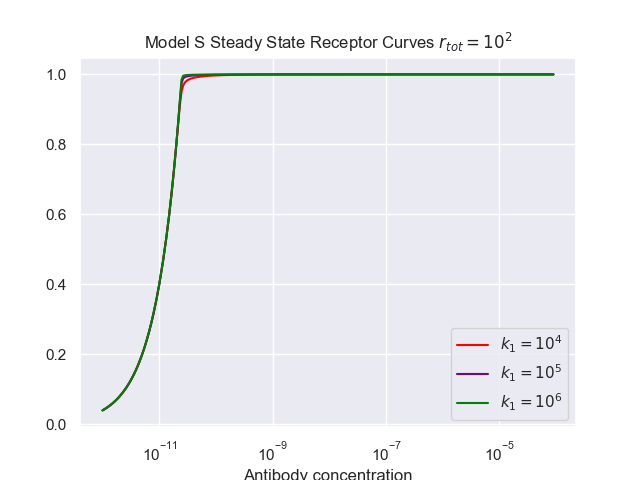 Model S Steady State Receptor Curves $r_{tot} = 10^2$
1.0
0.8
0.6
0.4
0.2
0.0
$k_1 = 10^4$
$k_1 = 10^5$
$k_1 = 10^6$
$10^{-11}$ $10^{-9}$ $10^{-7}$ $10^{-5}$
Antibody concentration